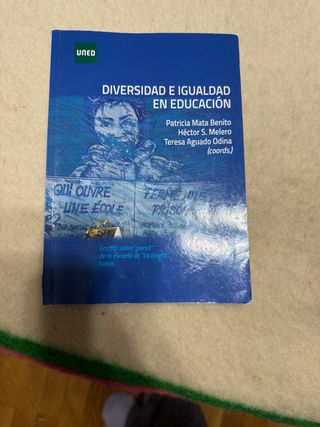 UNED
DIVERSIDAD E IGUALDAD
EN EDUCACIÓN
Patricia Mata Benito
Héctor S. Melero
Teresa Aguado Odina
(coords.)
QUI OUVRE
UNE ÉCOLE
FERME UNE
PRISON
Graffiti sobre "pared"
de la escuela de "La Jungla".
Calais